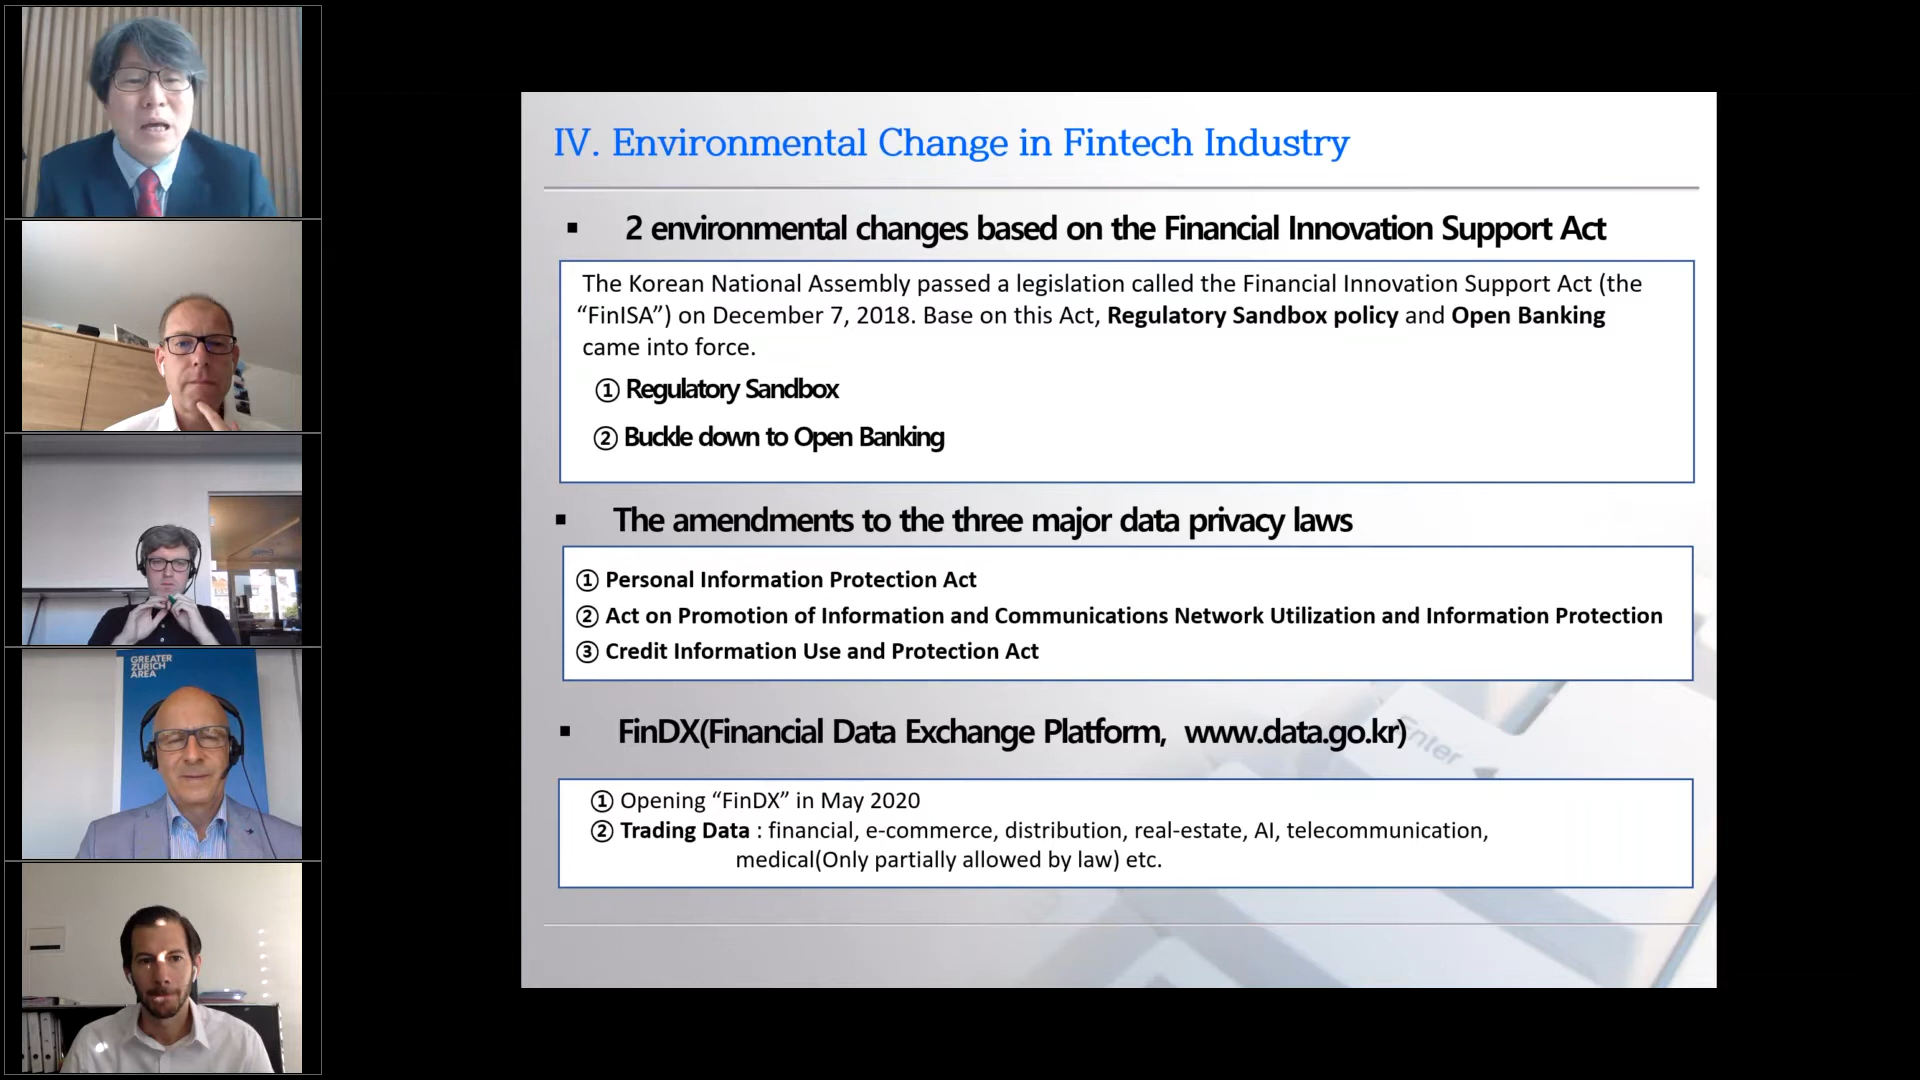 GREATER
ZURICH
AREA
IV. Environmental Change in Fintech Industry
▪ 2 environmental changes based on the Financial Innovation Support Act
The Korean National Assembly passed a legislation called the Financial Innovation Support Act (the
“FinISA”) on December 7, 2018. Base on this Act, Regulatory Sandbox policy and Open Banking
came into force.
① Regulatory Sandbox
② Buckle down to Open Banking
▪ The amendments to the three major data privacy laws
① Personal Information Protection Act
② Act on Promotion of Information and Communications Network Utilization and Information Protection
③ Credit Information Use and Protection Act
▪ FinDX(Financial Data Exchange Platform, www.data.go.kr)
Enter
① Opening “FinDX” in May 2020
② Trading Data : financial, e-commerce, distribution, real-estate, AI, telecommunication,
medical(Only partially allowed by law) etc.